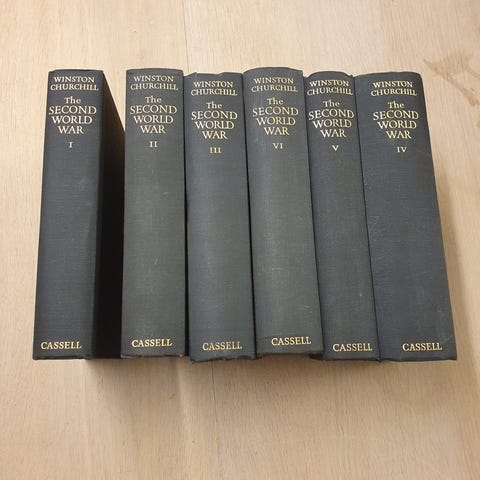 WINSTON
CHURCHILL
The
SECOND
WORLD
WAR
I
CASSELL
WINSTON
CHURCHILL
The
SECOND
WORLD
WAR
II
CASSELL
WINSTON
CHURCHILL
The
SECOND
WORLD
WAR
III
CASSELL
WINSTON
CHURCHILL
The
SECOND
WORLD
WAR
VI
CASSELL
WINSTON
CHURCHILL
The
SECOND
WORLD
WAR
V
CASSELL
WINSTON
CHURCHILL
The
SECOND
WORLD
WAR
IV
CASSELL